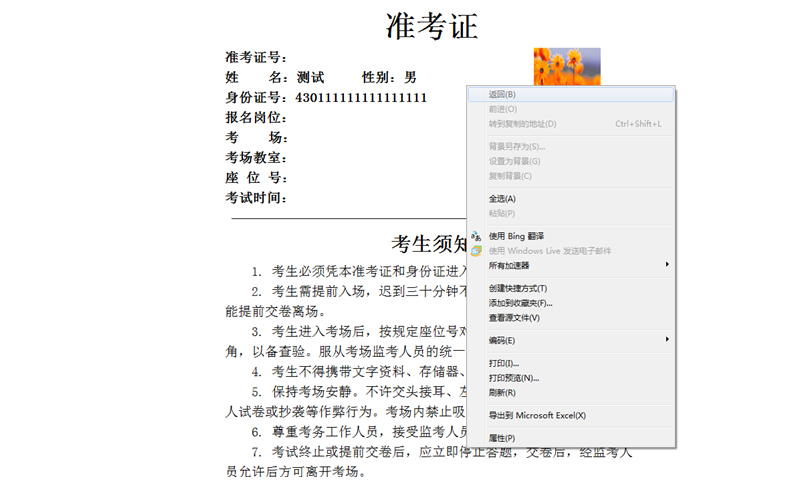 准考证
准考证号：
姓 名：测试 性别：男
身份证号：430111111111111111
报名岗位：
考 场：
考场教室：
座 位 号：
考试时间：
考生须知
1. 考生必须凭本准考证和身份证进入
2. 考生需提前入场，迟到三十分钟不
能提前交卷离场。
3. 考生进入考场后，按规定座位号对
角，以备查验。服从考场监考人员的统一
4. 考生不得携带文字资料、存储器、
5. 保持考场安静。不许交头接耳、左
人试卷或抄袭等作弊行为。考场内禁止吸
6. 尊重考务工作人员，接受监考人员
7. 考试终止或提前交卷后，应立即停止答题，交卷后，经监考人
员允许后方可离开考场。
返回(B)
前进(O)
转到复制的地址(D) Ctrl+Shift+L
背景另存为(S)...
设置为背景(G)
复制背景(C)
全选(A)
粘贴(P)
使用 Bing 翻译
使用 Windows Live 发送电子邮件
所有加速器
创建快捷方式(T)
添加到收藏夹(F)...
查看源文件(V)
编码(E)
打印(I)...
打印预览(N)...
刷新(R)
导出到 Microsoft Excel(X)
属性(P)